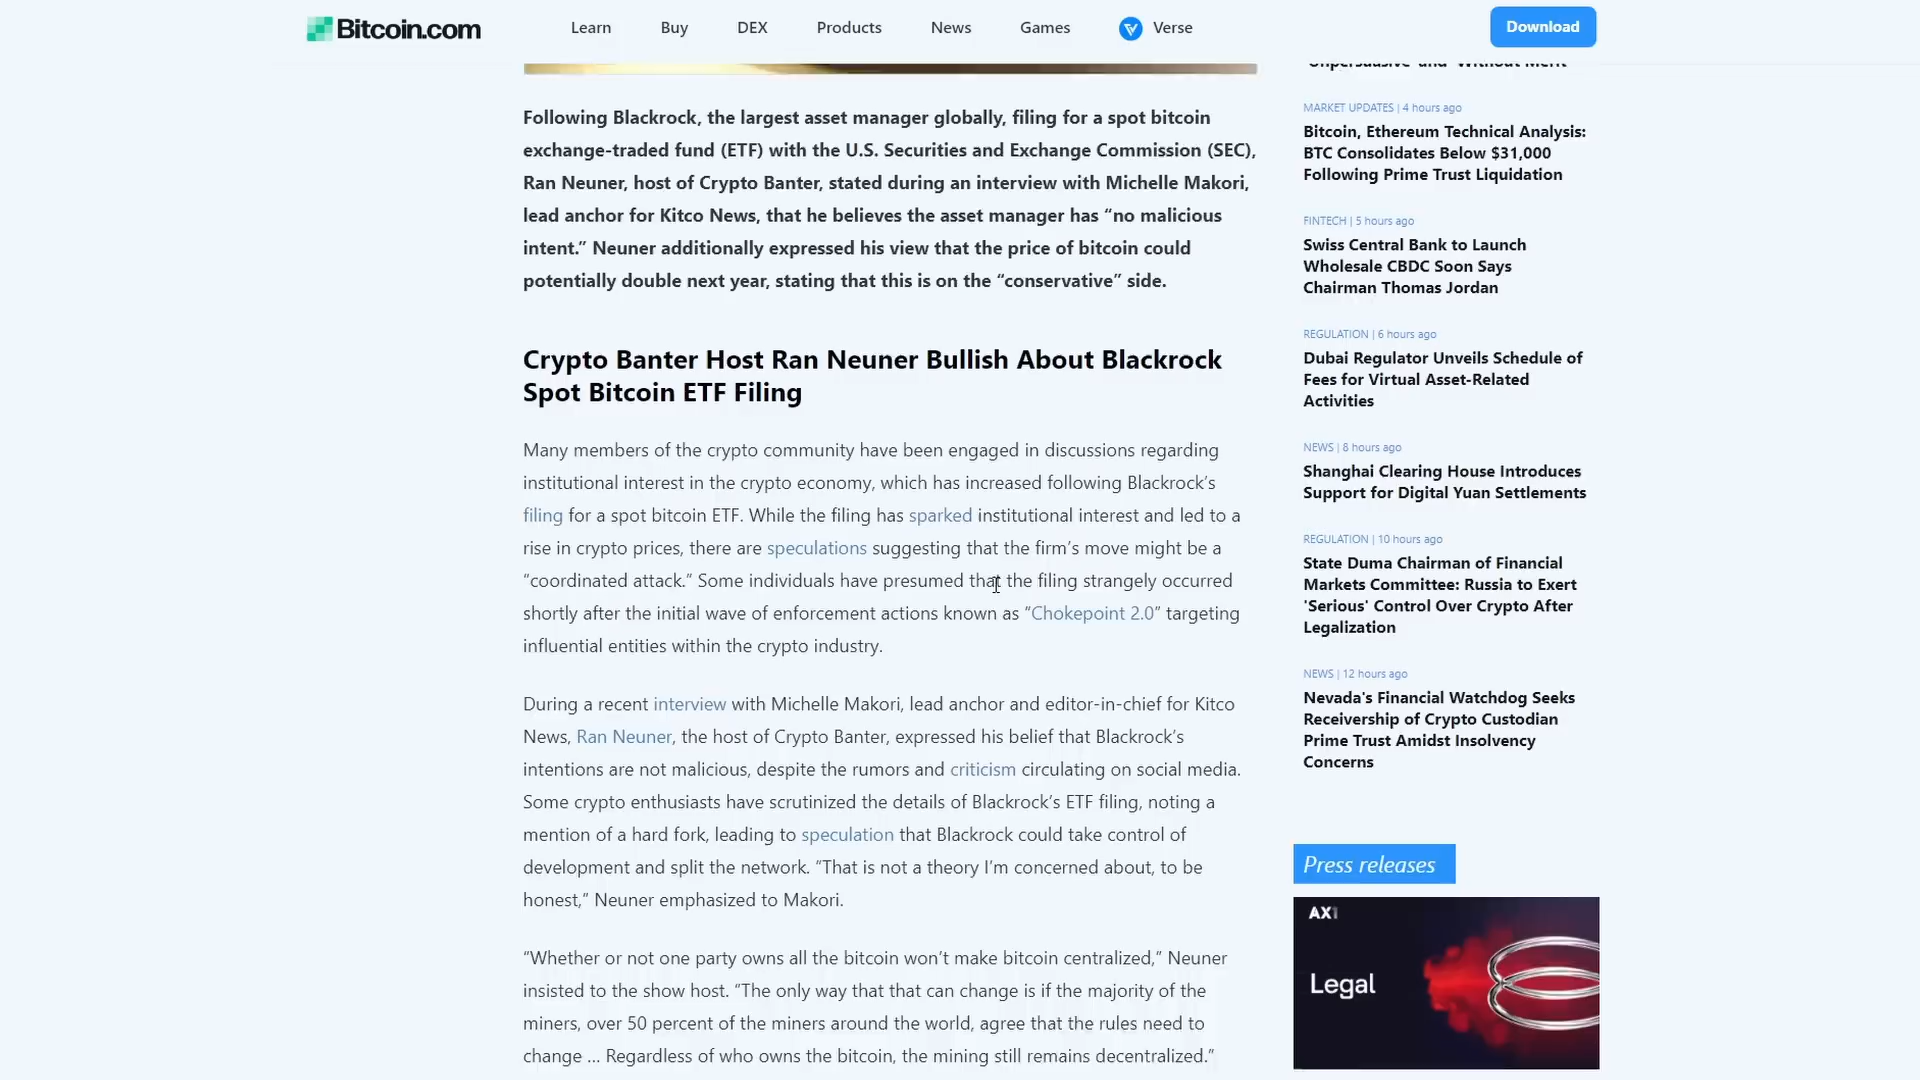 Bitcoin.com
Learn Buy DEX Products News Games Verse Download
Following Blackrock, the largest asset manager globally, filing for a spot bitcoin
exchange-traded fund (ETF) with the U.S. Securities and Exchange Commission (SEC),
Ran Neuner, host of Crypto Banter, stated during an interview with Michelle Makori,
lead anchor for Kitco News, that he believes the asset manager has “no malicious
intent.” Neuner additionally expressed his view that the price of bitcoin could
potentially double next year, stating that this is on the “conservative” side.
Crypto Banter Host Ran Neuner Bullish About Blackrock
Spot Bitcoin ETF Filing
Many members of the crypto community have been engaged in discussions regarding
institutional interest in the crypto economy, which has increased following Blackrock’s
filing for a spot bitcoin ETF. While the filing has sparked institutional interest and led to a
rise in crypto prices, there are speculations suggesting that the firm’s move might be a
“coordinated attack.” Some individuals have presumed that the filing strangely occurred
shortly after the initial wave of enforcement actions known as “Chokepoint 2.0” targeting
influential entities within the crypto industry.
During a recent interview with Michelle Makori, lead anchor and editor-in-chief for Kitco
News, Ran Neuner, the host of Crypto Banter, expressed his belief that Blackrock’s
intentions are not malicious, despite the rumors and criticism circulating on social media.
Some crypto enthusiasts have scrutinized the details of Blackrock’s ETF filing, noting a
mention of a hard fork, leading to speculation that Blackrock could take control of
development and split the network. “That is not a theory I’m concerned about, to be
honest,” Neuner emphasized to Makori.
“Whether or not one party owns all the bitcoin won’t make bitcoin centralized,” Neuner
insisted to the show host. “The only way that that can change is if the majority of the
miners, over 50 percent of the miners around the world, agree that the rules need to
change ... Regardless of who owns the bitcoin, the mining still remains decentralized.”
'Unpersuasive' and 'Without Merit'
MARKET UPDATES | 4 hours ago
Bitcoin, Ethereum Technical Analysis:
BTC Consolidates Below $31,000
Following Prime Trust Liquidation
FINTECH | 5 hours ago
Swiss Central Bank to Launch
Wholesale CBDC Soon Says
Chairman Thomas Jordan
REGULATION | 6 hours ago
Dubai Regulator Unveils Schedule of
Fees for Virtual Asset-Related
Activities
NEWS | 8 hours ago
Shanghai Clearing House Introduces
Support for Digital Yuan Settlements
REGULATION | 10 hours ago
State Duma Chairman of Financial
Markets Committee: Russia to Exert
'Serious' Control Over Crypto After
Legalization
NEWS | 12 hours ago
Nevada's Financial Watchdog Seeks
Receivership of Crypto Custodian
Prime Trust Amidst Insolvency
Concerns
Press releases
Legal